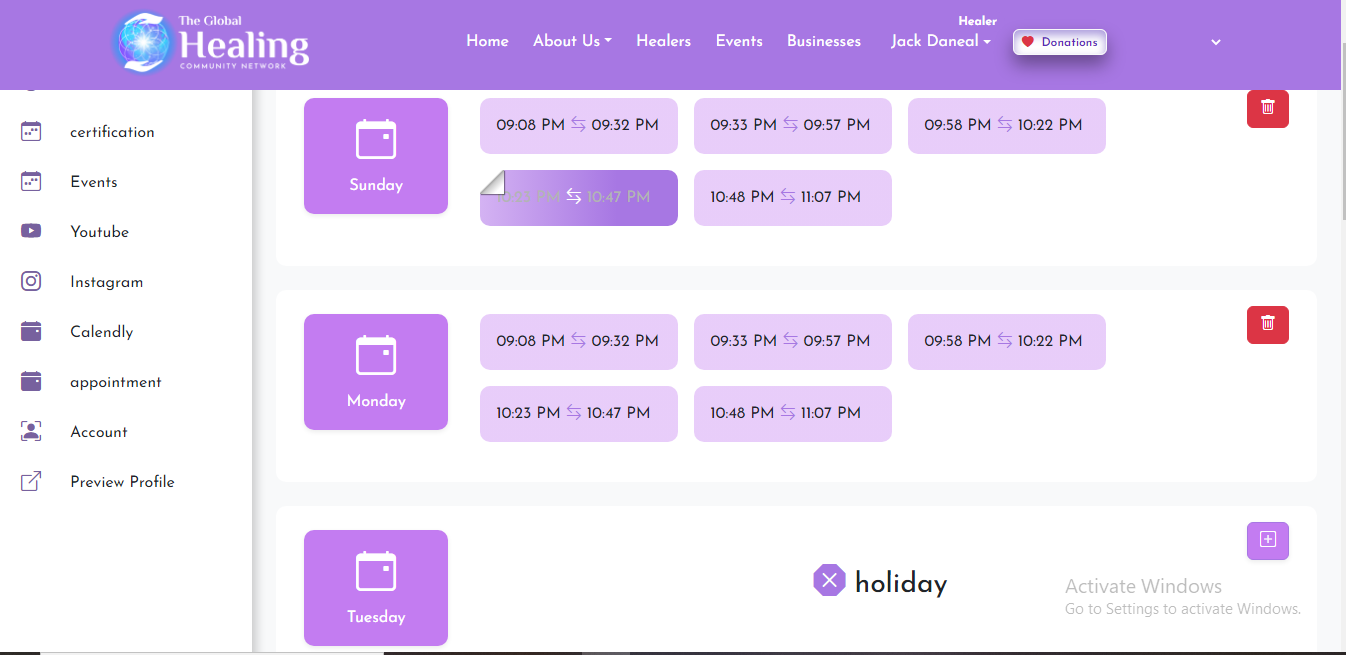 The Global
Healing
COMMUNITY NETWORK
Home
About Us
Healers
Events
Businesses
Healer
Jack Daneal
Donations
certification
Events
Youtube
Instagram
Calendly
appointment
Account
Preview Profile
Sunday
09:08 PM 09:32 PM
09:33 PM 09:57 PM
09:58 PM 10:22 PM
10:23 PM 10:47 PM
10:48 PM 11:07 PM
Monday
09:08 PM 09:32 PM
09:33 PM 09:57 PM
09:58 PM 10:22 PM
10:23 PM 10:47 PM
10:48 PM 11:07 PM
Tuesday
holiday
Activate Windows
Go to Settings to activate Windows.